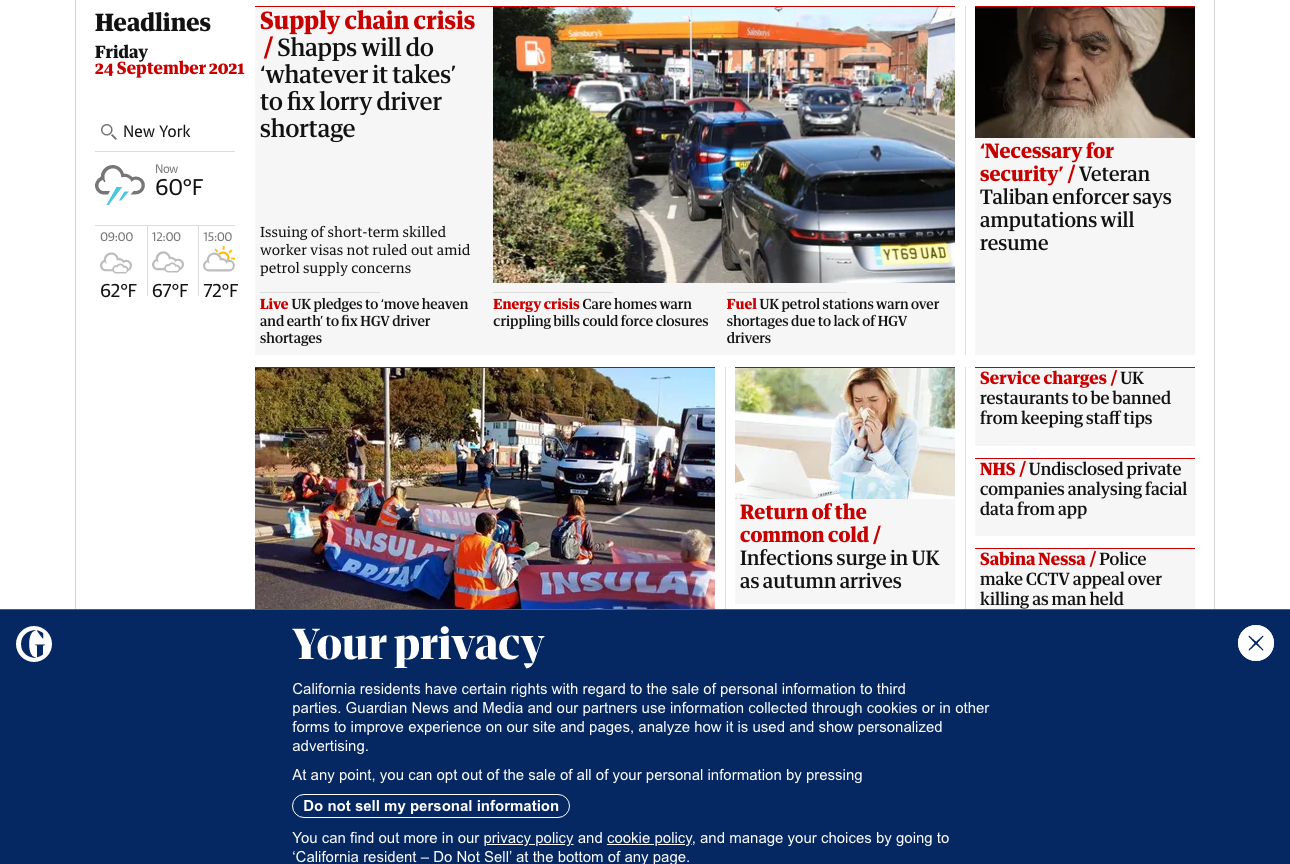 Headlines
Friday
24 September 2021
New York
Now
60°F
09:00
12:00
15:00
62°F
67°F
72°F
Supply chain crisis
/ Shapps will do
‘whatever it takes’
to fix lorry driver
shortage
Issuing of short-term skilled
worker visas not ruled out amid
petrol supply concerns
Sainsbury's
Sainsbury's
RANGE ROVER
YT69 UAD
Live UK pledges to ‘move heaven
and earth’ to fix HGV driver
shortages
Energy crisis Care homes warn
crippling bills could force closures
Fuel UK petrol stations warn over
shortages due to lack of HGV
drivers
‘Necessary for
security’ / Veteran
Taliban enforcer says
amputations will
resume
INSULAT
INSULA
BRITAI
INSULAT
Return of the
common cold /
Infections surge in UK
as autumn arrives
Service charges / UK
restaurants to be banned
from keeping staff tips
NHS / Undisclosed private
companies analysing facial
data from app
Sabina Nessa / Police
make CCTV appeal over
killing as man held
G
Your privacy
California residents have certain rights with regard to the sale of personal information to third
parties. Guardian News and Media and our partners use information collected through cookies or in other
forms to improve experience on our site and pages, analyze how it is used and show personalized
advertising.
At any point, you can opt out of the sale of all of your personal information by pressing
Do not sell my personal information
You can find out more in our privacy policy and cookie policy, and manage your choices by going to
‘California resident – Do Not Sell’ at the bottom of any page.